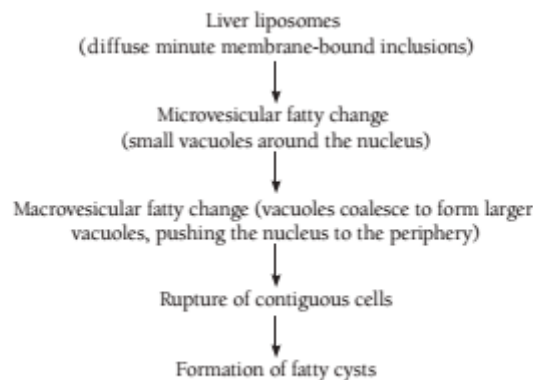 Liver liposomes
(diffuse minute membrane-bound inclusions)
Microvesicular fatty change
(small vacuoles around the nucleus)
Macrovesicular fatty change (vacuoles coalesce to form larger
vacuoles, pushing the nucleus to the periphery)
Rupture of contiguous cells
Formation of fatty cysts